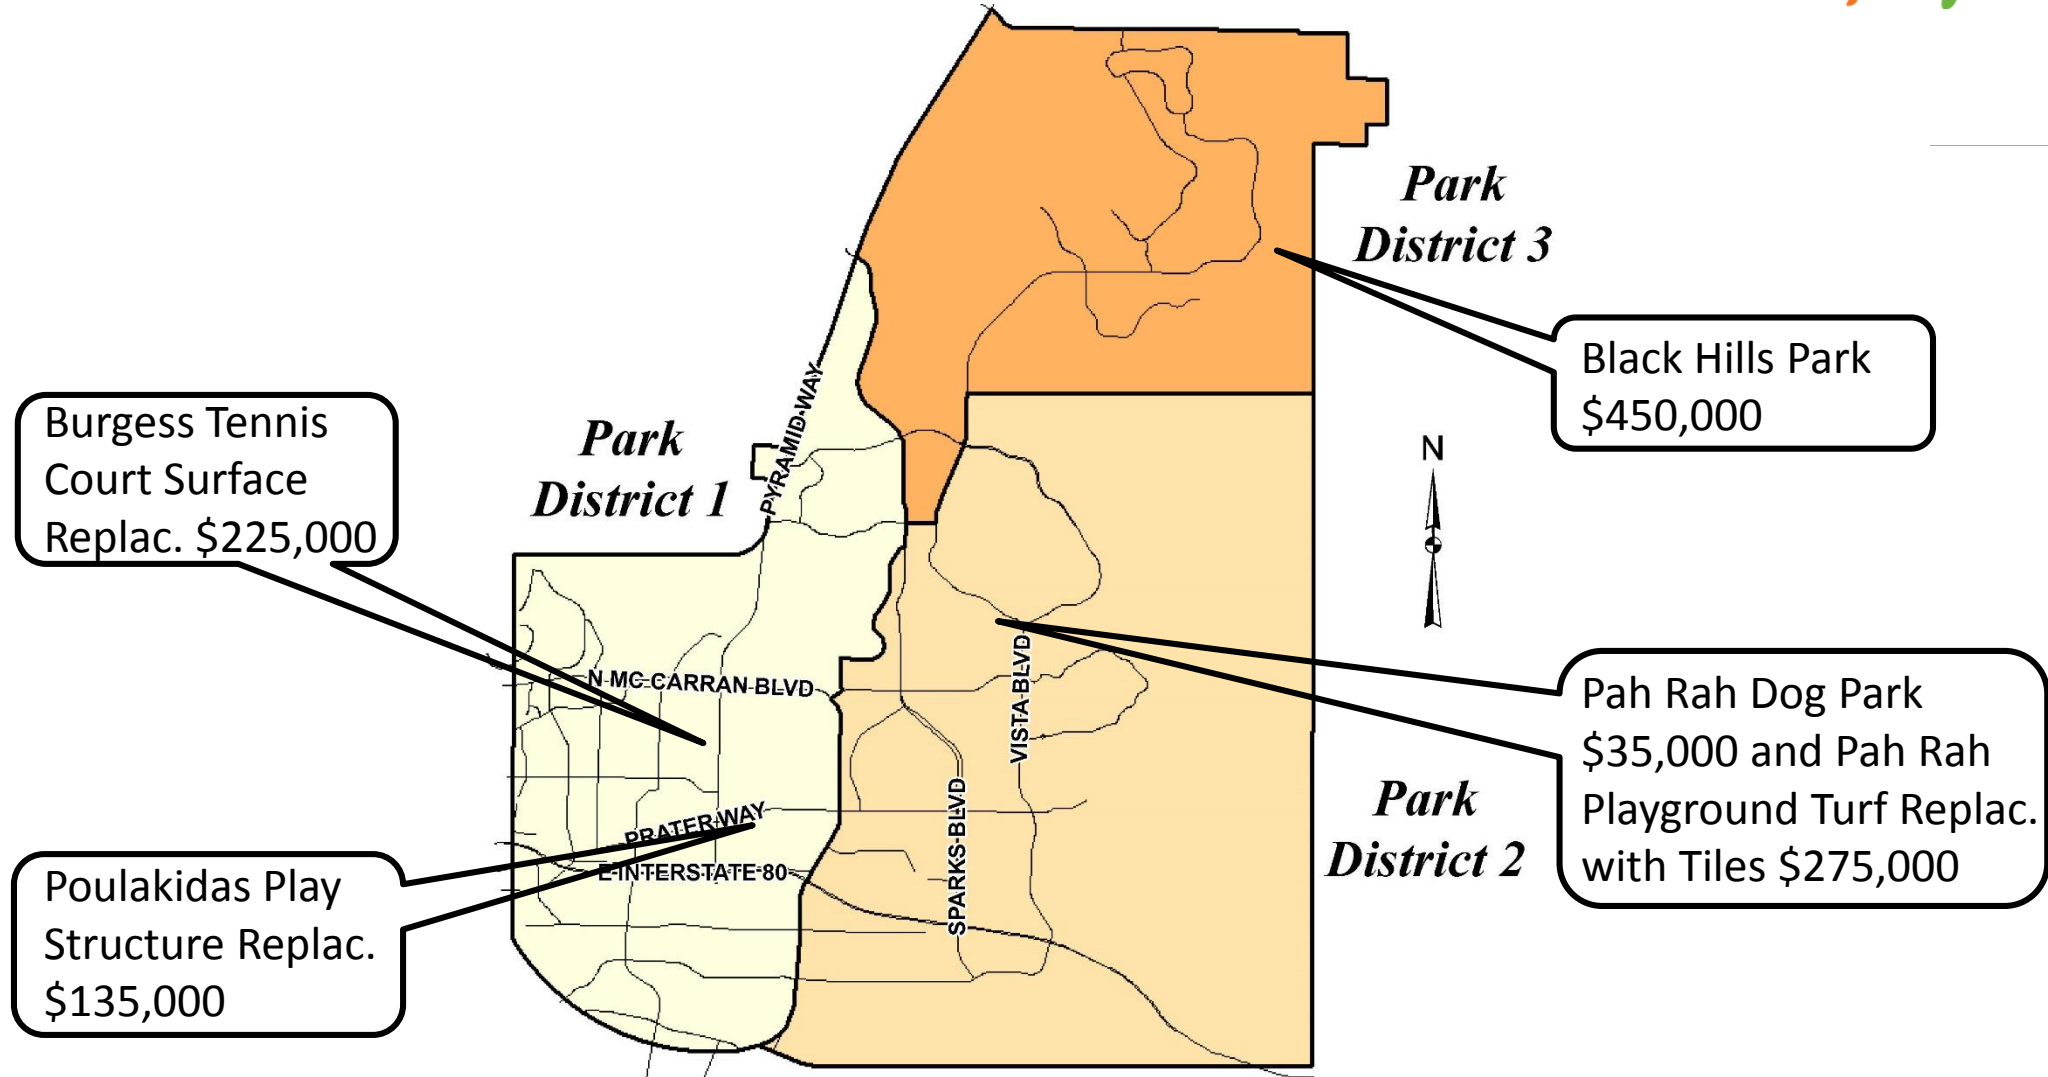 Park
District 3
Black Hills Park
$450,000
Burgess Tennis
Court Surface
Replac. $225,000
Park
District 1
PYRAMID WAY
N
N MC CARRAN BLVD
VISTA BLVD
Pah Rah Dog Park
$35,000 and Pah Rah
Playground Turf Replac.
with Tiles $275,000
Park
District 2
SPARKS BLVD
PRATER WAY
E INTERSTATE 80
Poulakidas Play
Structure Replac.
$135,000